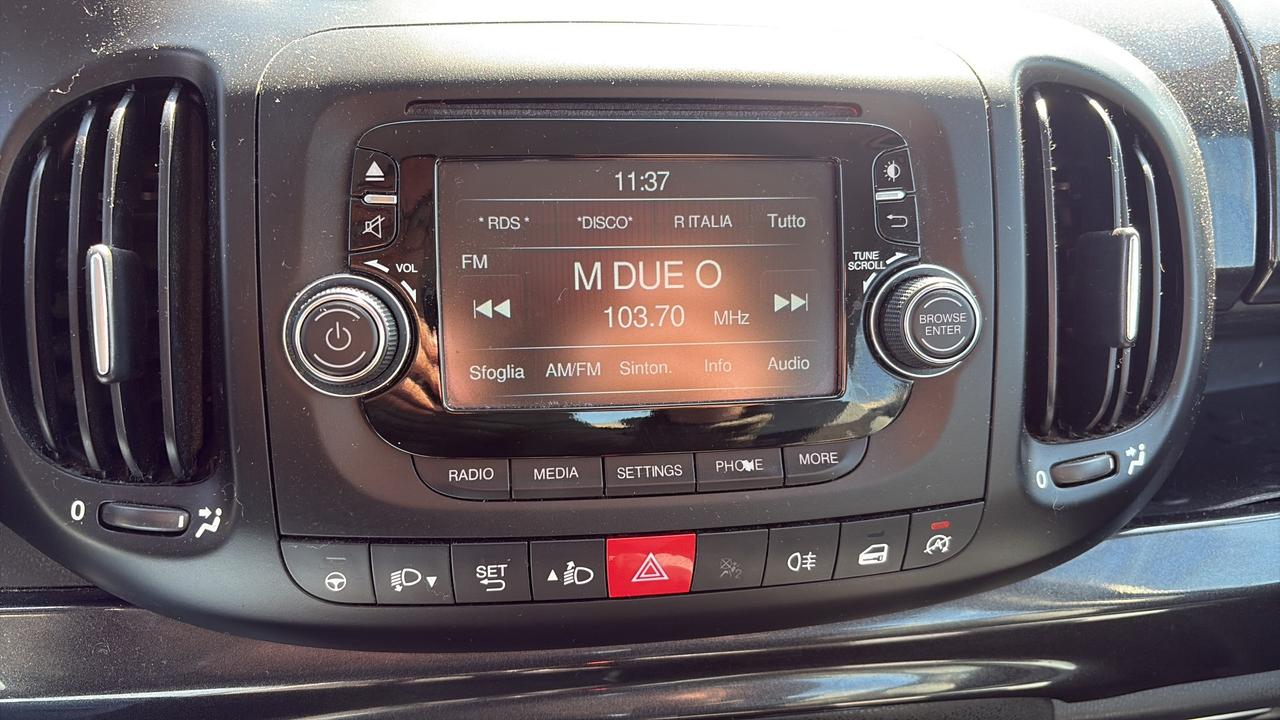 11:37
*RDS* *DISCO* R ITALIA Tutto
FM
M DUE O
103.70 MHz
Sfoglia AM/FM Sinton. Info Audio
VOL
TUNE
SCROLL
BROWSE
ENTER
RADIO MEDIA SETTINGS PHONE MORE
0
0
SET